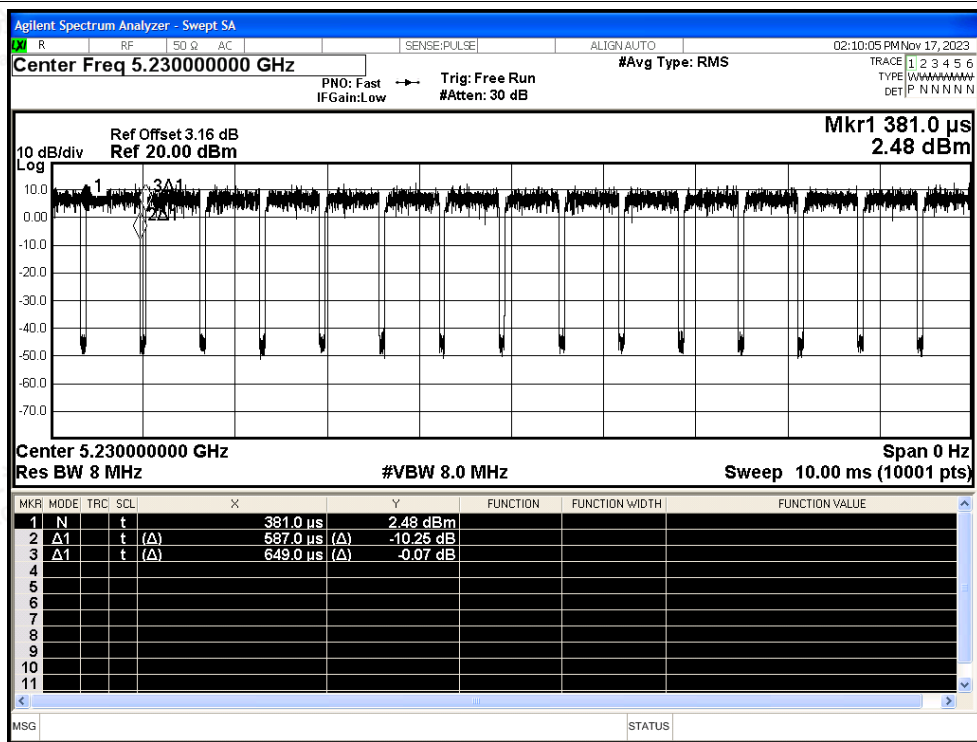 Agilent Spectrum Analyzer - Swept SA
LXI R RF 50 Ω AC SENSE:PULSE ALIGN AUTO 02:10:05 PM Nov 17, 2023
Center Freq 5.230000000 GHz #Avg Type: RMS TRACE 1 2 3 4 5 6
PNO: Fast Trig: Free Run TYPE
IFGain:Low #Atten: 30 dB DET P N N N N N
Mkr1 381.0 µs
Ref Offset 3.16 dB
10 dB/div Ref 20.00 dBm 2.48 dBm
Log
10.0 1 3Δ1
0.00 2Δ1
-10.0
-20.0
-30.0
-40.0
-50.0
-60.0
-70.0
Center 5.230000000 GHz Span 0 Hz
Res BW 8 MHz #VBW 8.0 MHz Sweep 10.00 ms (10001 pts)
MKR MODE TRC SCL X Y FUNCTION FUNCTION WIDTH FUNCTION VALUE
1 N t 381.0 µs 2.48 dBm
2 Δ1 t (Δ) 587.0 µs (Δ) -10.25 dB
3 Δ1 t (Δ) 649.0 µs (Δ) -0.07 dB
4
5
6
7
8
9
10
11
MSG STATUS